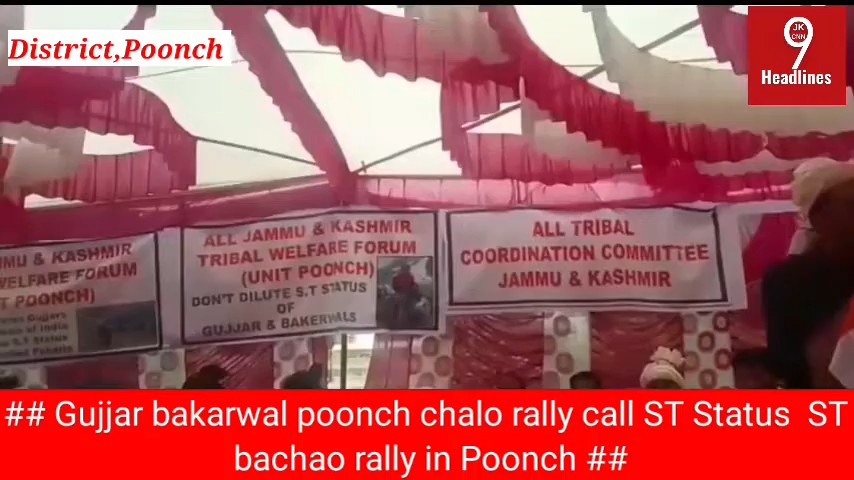 District,Poonch
JK
CNN
9
Headlines
MU & KASHMIR
WELFARE FORUM
T POONCH)
ALL JAMMU & KASHMIR
TRIBAL WELFARE FORUM
(UNIT POONCH)
DON'T DILUTE S.T STATUS
OF
GUJJAR & BAKERWALS
ALL TRIBAL
COORDINATION COMMITTEE
JAMMU & KASHMIR
## Gujjar bakarwal poonch chalo rally call ST Status ST
bachao rally in Poonch ##